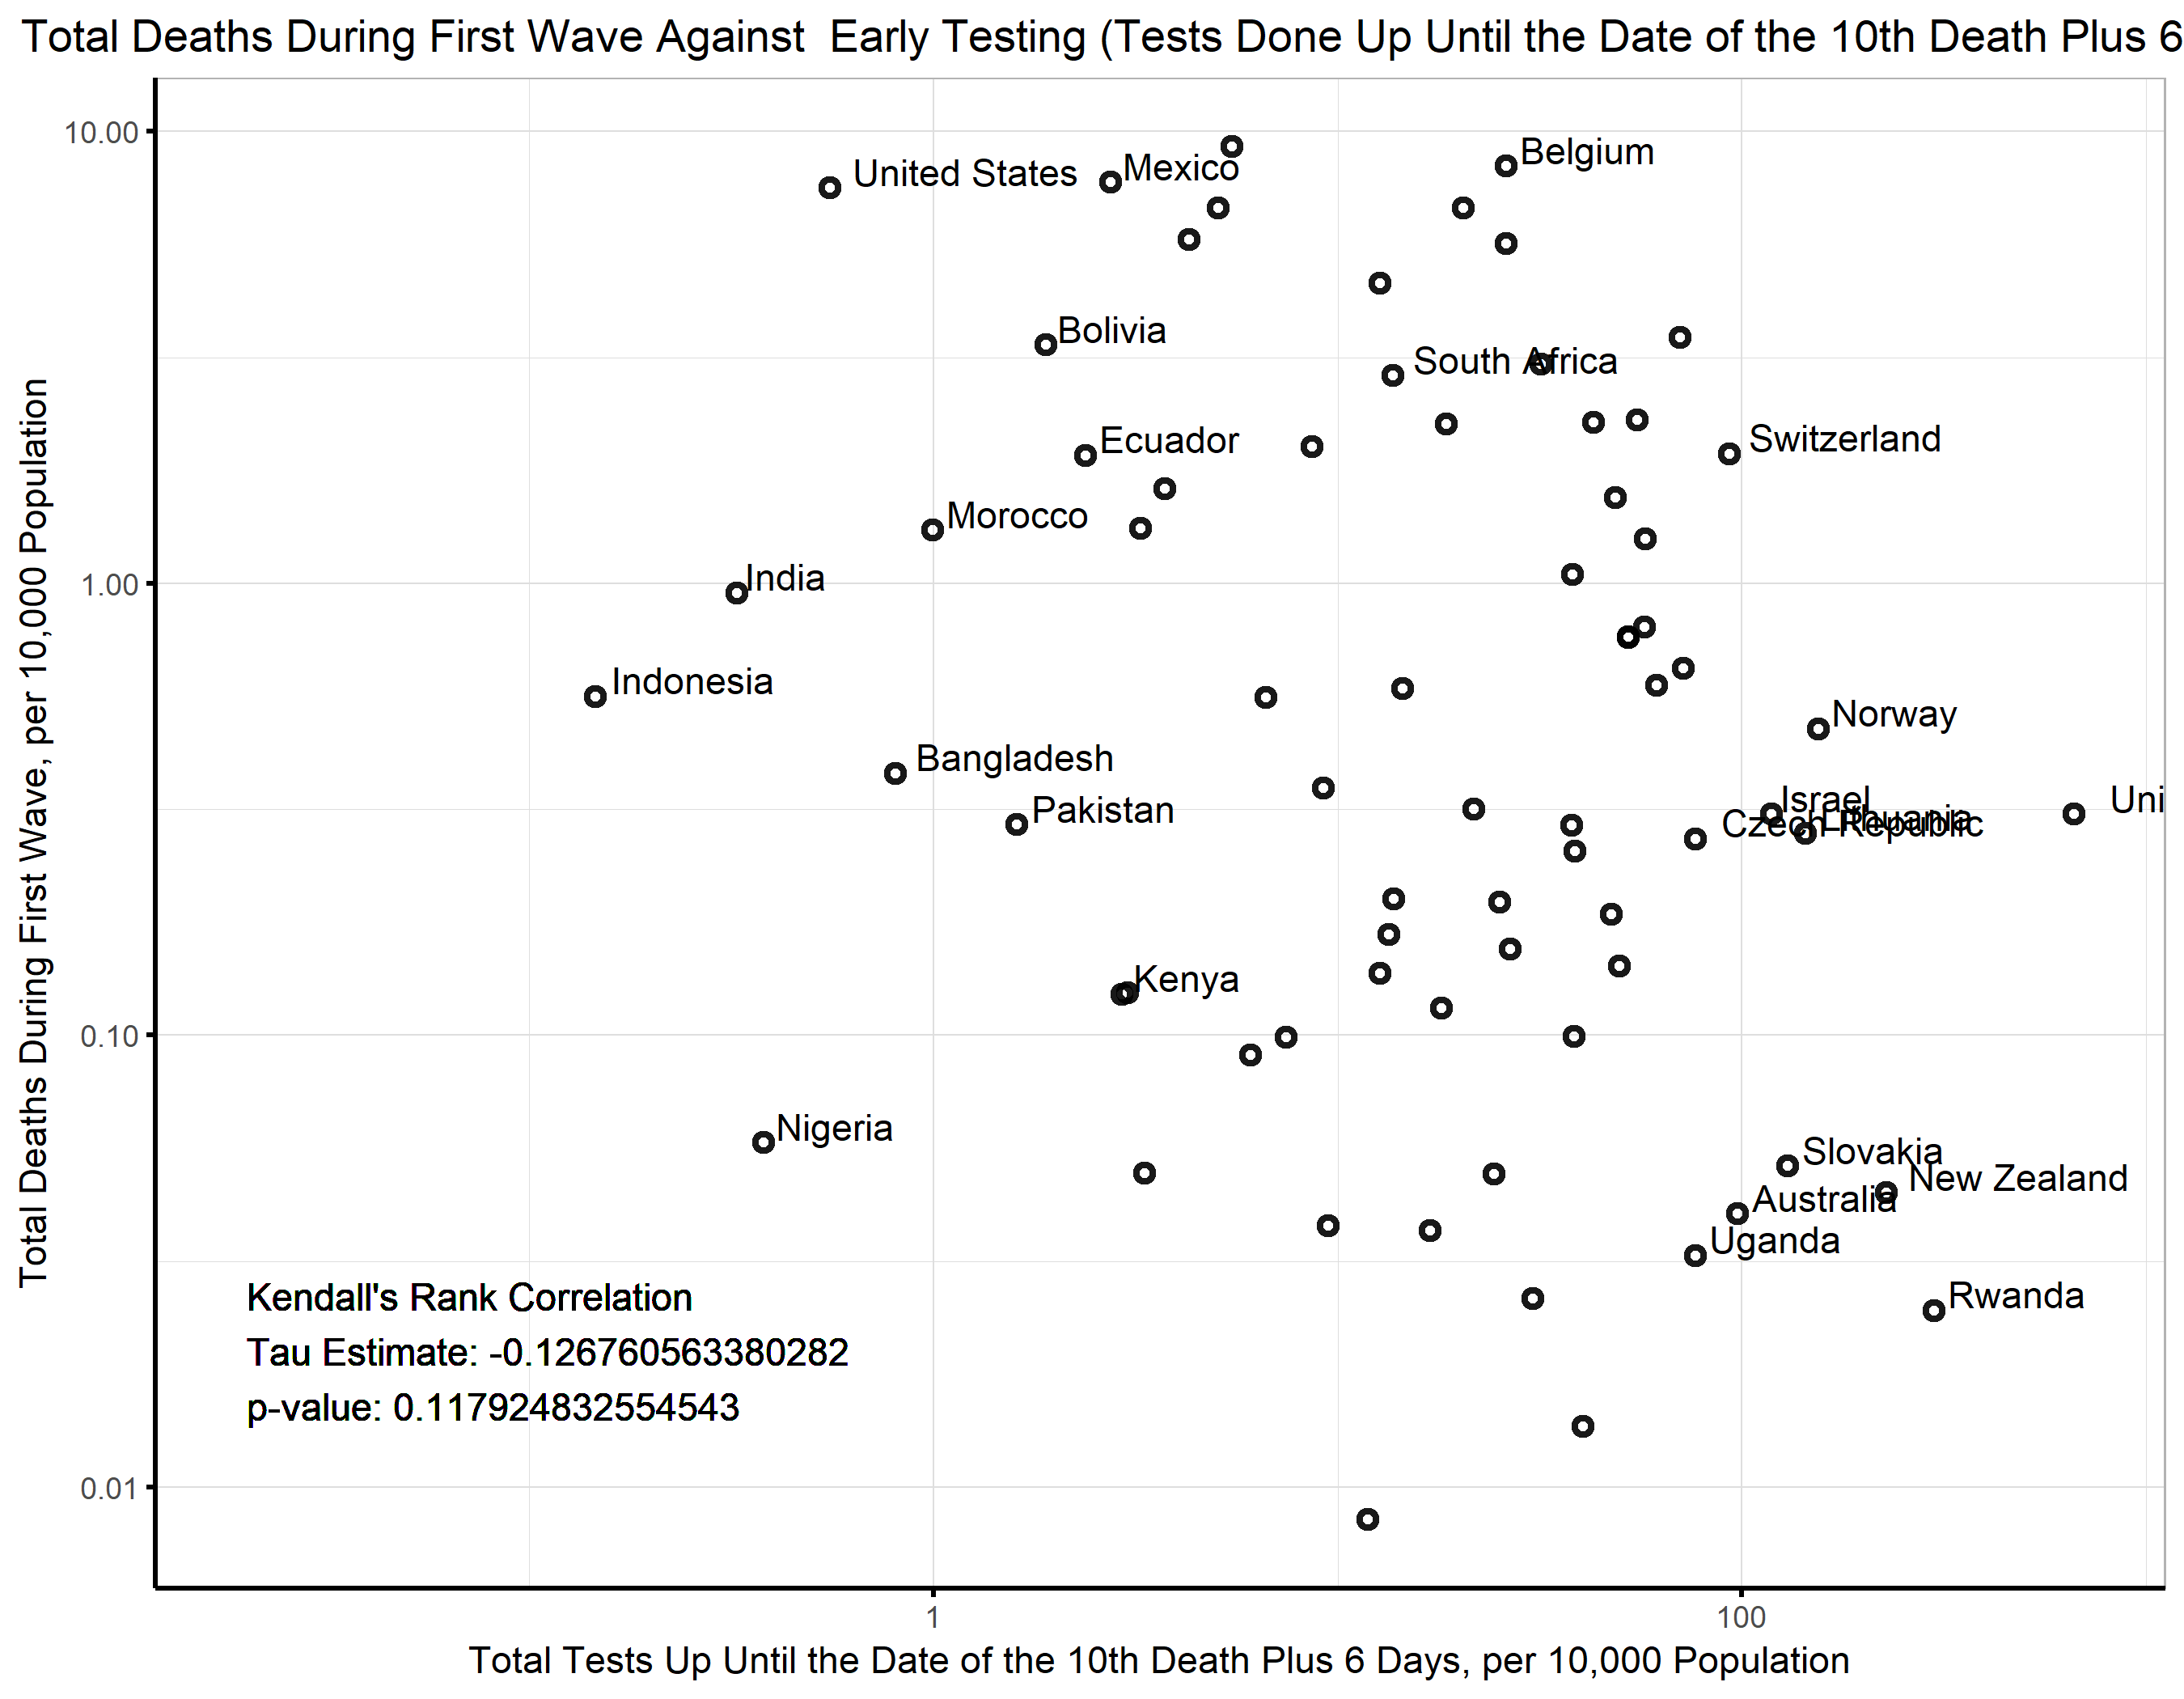 Total Deaths During First Wave Against  Early Testing (Tests Done Up Until the Date of the 10th Death Plus 6
Total Deaths During First Wave, per 10,000 Population
10.00
1.00
0.10
0.01
United States
Mexico
Belgium
Bolivia
South Africa
Ecuador
Switzerland
Morocco
India
Indonesia
Norway
Bangladesh
Pakistan
Israel
Uni
Lithuania
Czech Republic
Kenya
Nigeria
Slovakia
New Zealand
Australia
Uganda
Rwanda
Kendall's Rank Correlation
Tau Estimate: -0.126760563380282
p-value: 0.117924832554543
1
100
Total Tests Up Until the Date of the 10th Death Plus 6 Days, per 10,000 Population